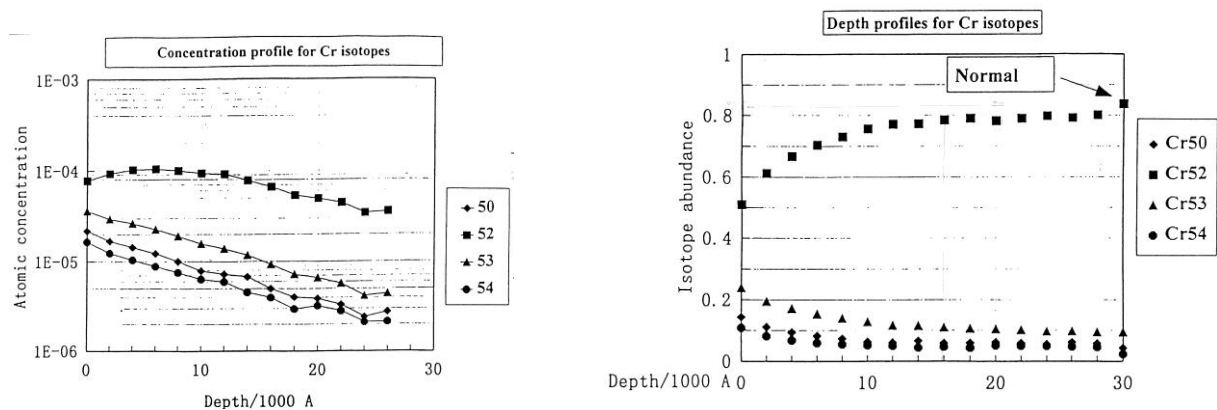 Concentration profile for Cr isotopes
1E-03
1E-04
1E-05
1E-06
Atomic concentration
0
10
20
30
Depth/1000 A
50
52
53
54
Depth profiles for Cr isotopes
Normal
1
0.8
0.6
0.4
0.2
0
Isotope abundance
Depth/1000 A
0
10
20
30
Cr50
Cr52
Cr53
Cr54